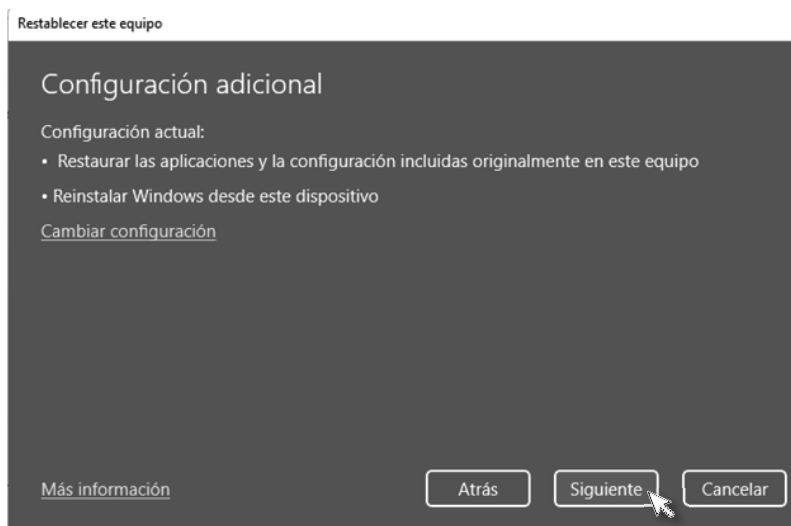 Restablecer este equipo
Configuración adicional
Configuración actual:
• Restaurar las aplicaciones y la configuración incluidas originalmente en este equipo
• Reinstalar Windows desde este dispositivo
Cambiar configuración
Más información
Atrás
Siguiente
Cancelar